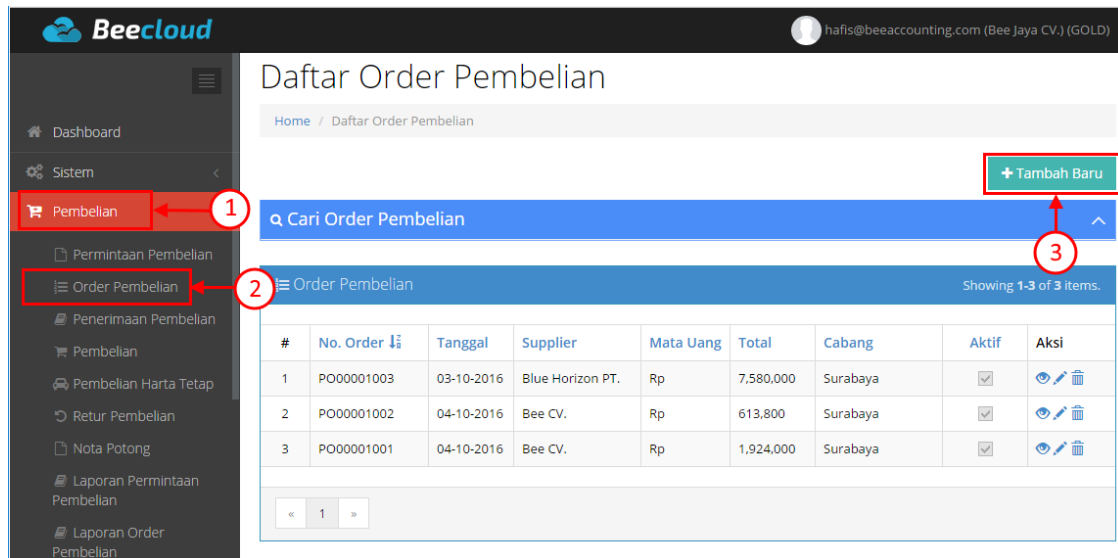 Beecloud
hafis@beeaccounting.com (Bee Jaya CV.) (GOLD)
Daftar Order Pembelian
Home / Daftar Order Pembelian
Dashboard
Sistem
Pembelian
1
Permintaan Pembelian
Order Pembelian
2
Penerimaan Pembelian
Pembelian
Pembelian Harta Tetap
Retur Pembelian
Nota Potong
Laporan Permintaan
Pembelian
Laporan Order
Pembelian
+ Tambah Baru
3
Cari Order Pembelian
Order Pembelian
Showing 1-3 of 3 items.
# No. Order Tanggal Supplier Mata Uang Total Cabang Aktif Aksi
1 PO00001003 03-10-2016 Blue Horizon PT. Rp 7,580,000 Surabaya
2 PO00001002 04-10-2016 Bee CV. Rp 613,800 Surabaya
3 PO00001001 04-10-2016 Bee CV. Rp 1,924,000 Surabaya
« 1 »